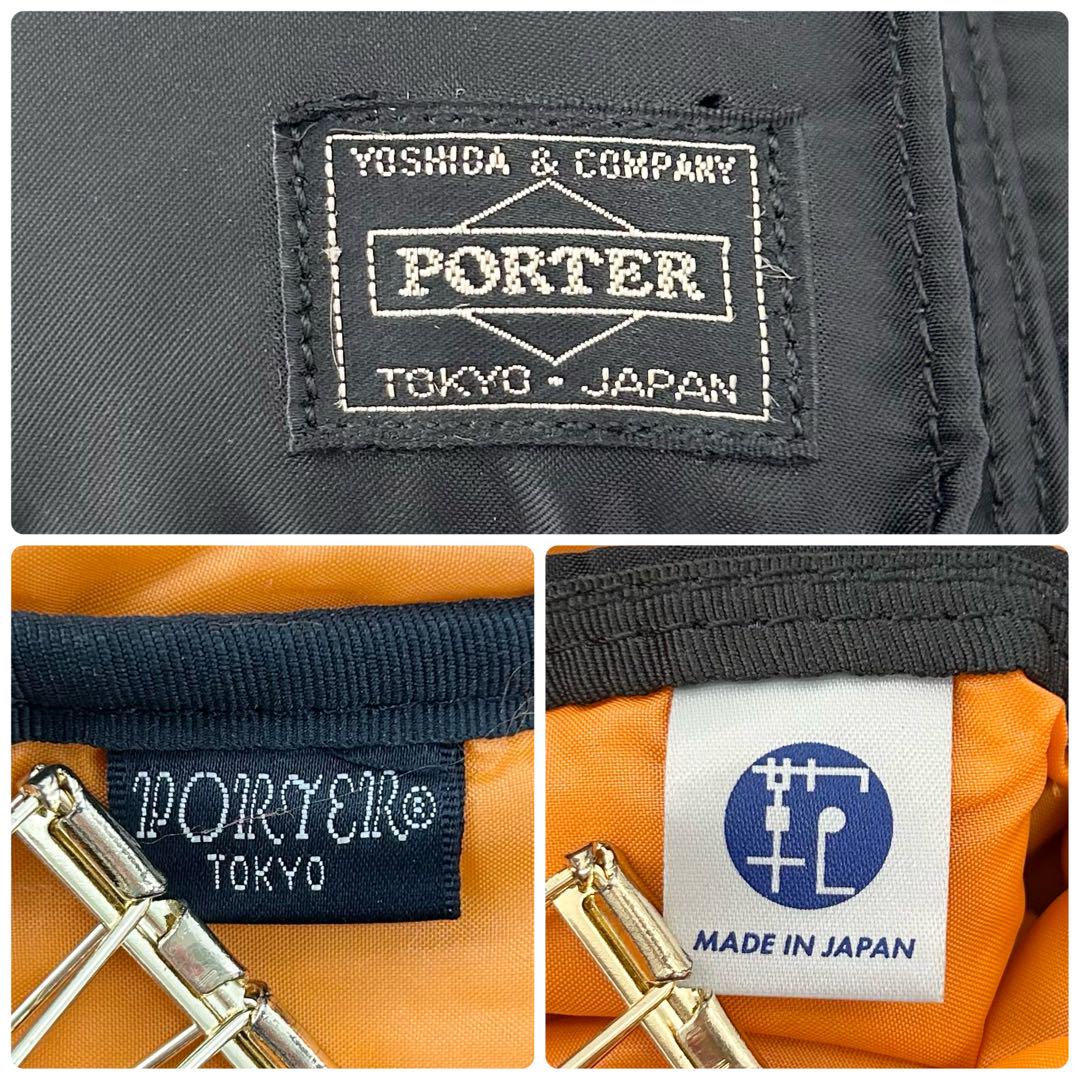 YOSHIDA & COMPANY
PORTER
TOKYO · JAPAN
PORTER®
TOKYO
MADE IN JAPAN